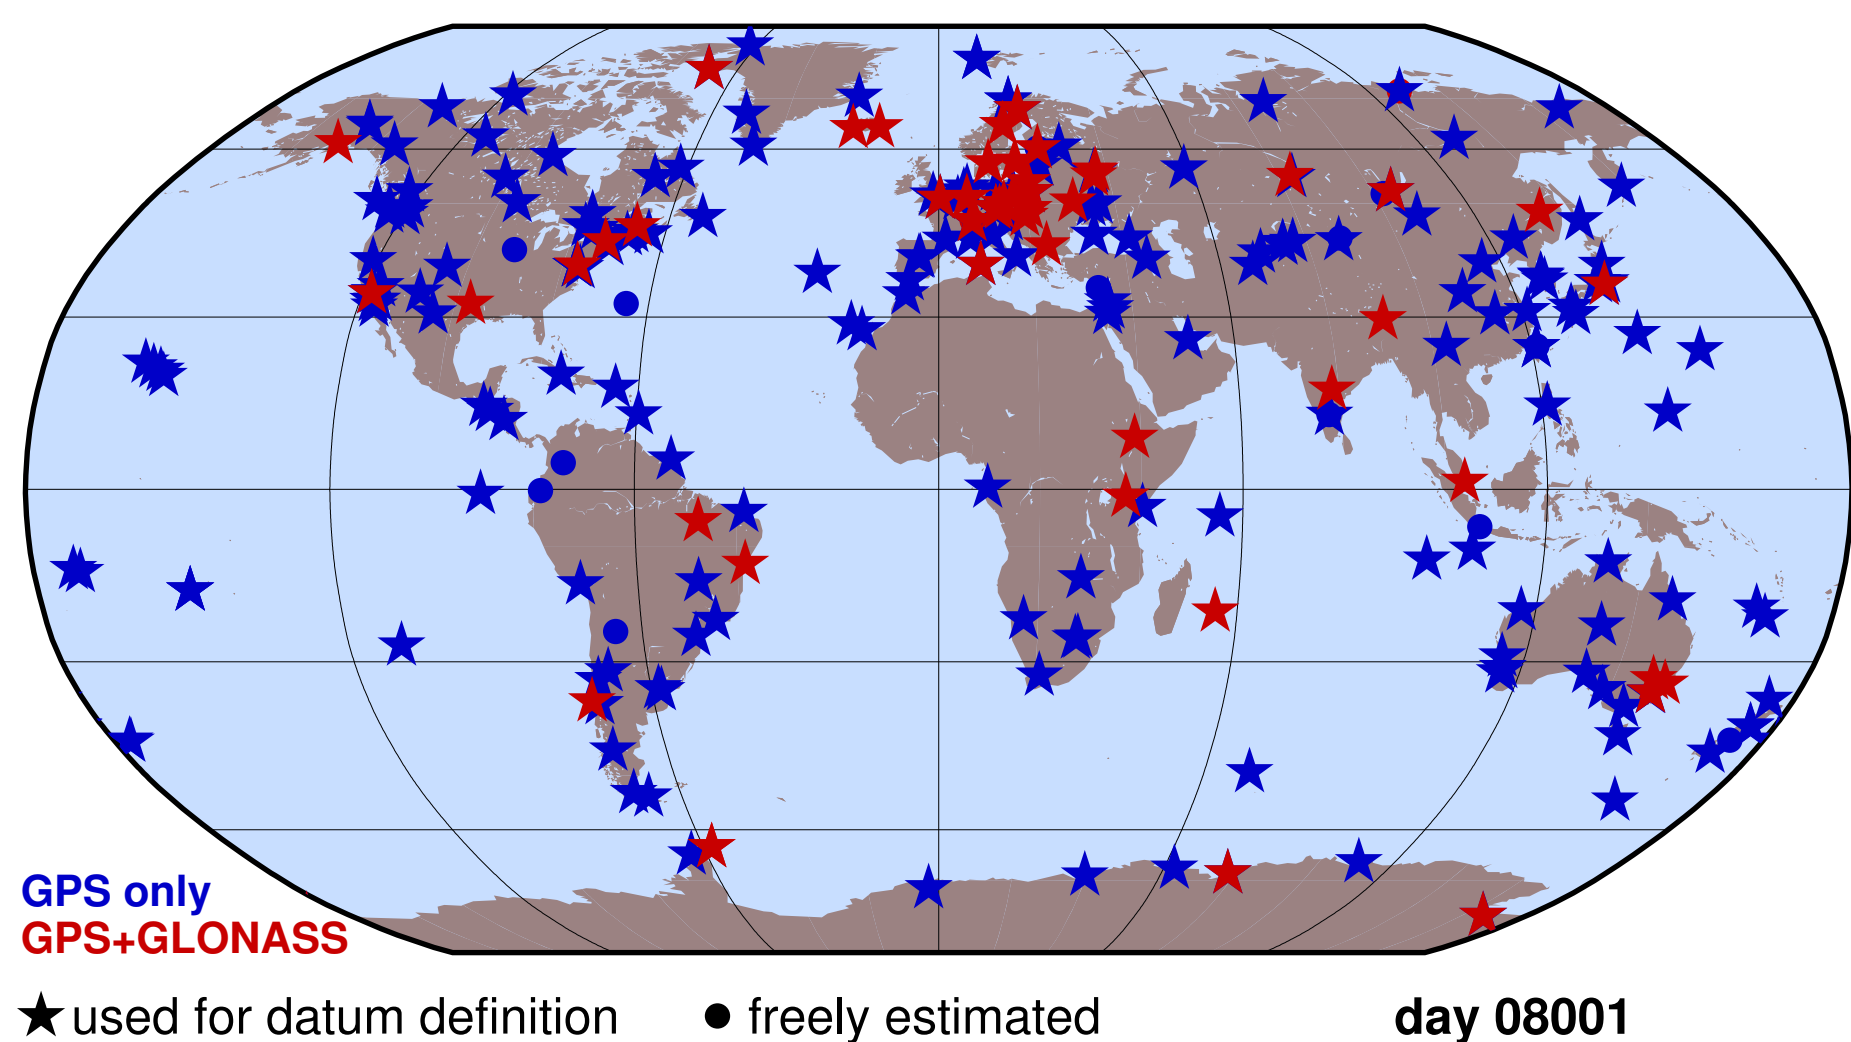 GPS only
GPS+GLONASS
used for datum definition freely estimated day 08001